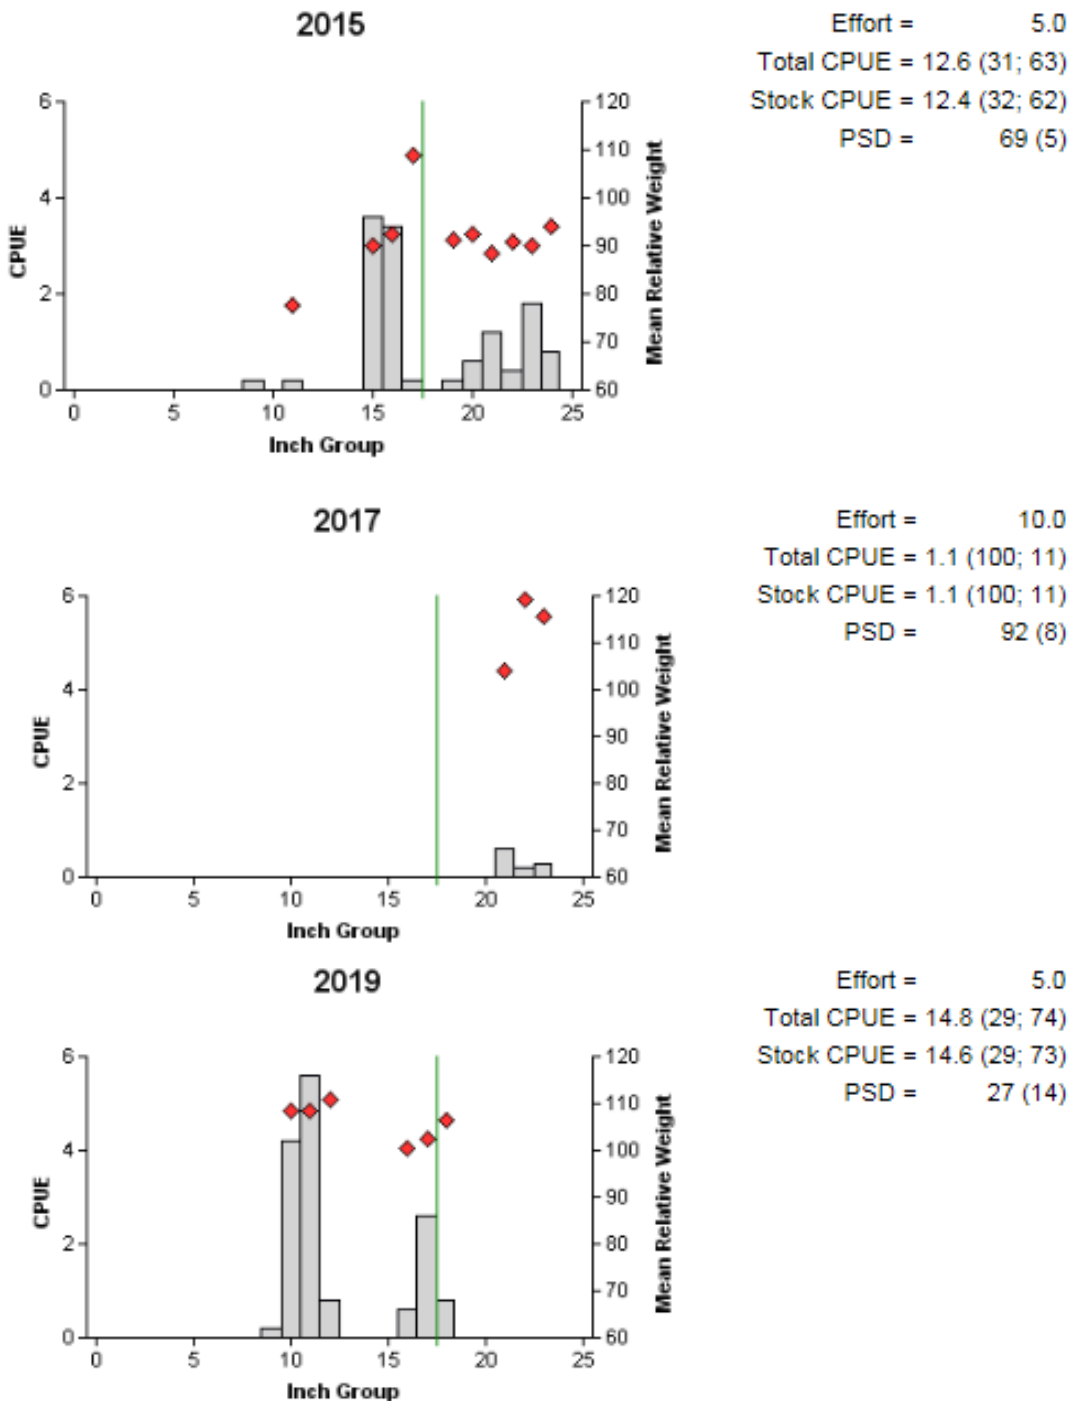 2015
Effort = 5.0
Total CPUE = 12.6 (31; 63)
Stock CPUE = 12.4 (32; 62)
PSD = 69 (5)
6
4
2
0
CPUE
120
110
100
90
80
70
60
Mean Relative Weight
0 5 10 15 20 25
Inch Group
2017
Effort = 10.0
Total CPUE = 1.1 (100; 11)
Stock CPUE = 1.1 (100; 11)
PSD = 92 (8)
6
4
2
0
CPUE
120
110
100
90
80
70
60
Mean Relative Weight
0 5 10 15 20 25
Inch Group
2019
Effort = 5.0
Total CPUE = 14.8 (29; 74)
Stock CPUE = 14.6 (29; 73)
PSD = 27 (14)
6
4
2
0
CPUE
120
110
100
90
80
70
60
Mean Relative Weight
0 5 10 15 20 25
Inch Group